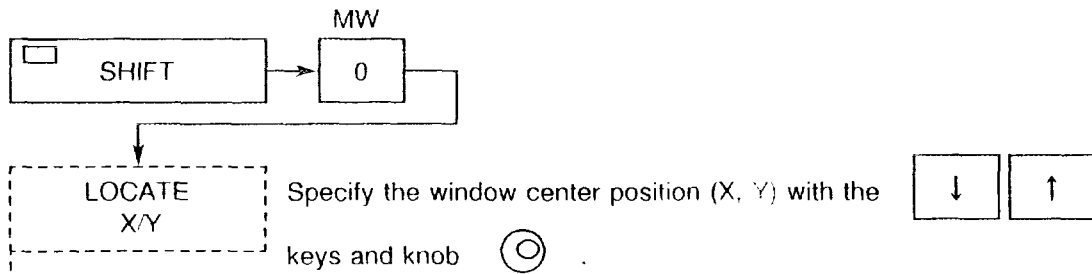 MW
SHIFT 0
LOCATE
X/Y
Specify the window center position (X, Y) with the ↓ ↑
keys and knob .